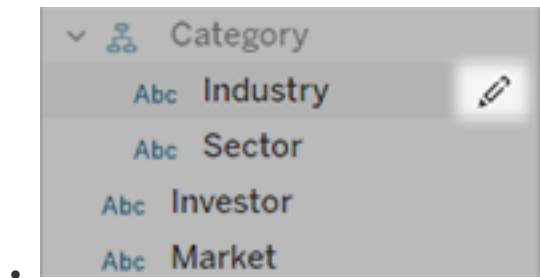 Category
Abc Industry
Abc Sector
Abc Investor
Abc Market